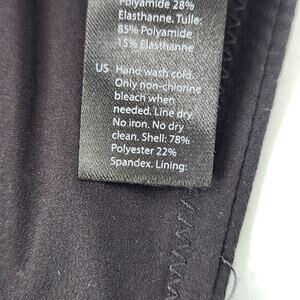 Polyamide 28%
Elasthanne. Tulle:
85% Polyamide
15% Elasthanne
US Hand wash cold.
Only non-chlorine
bleach when
needed. Line dry.
No iron. No dry
clean. Shell: 78%
Polyester 22%
Spandex. Lining: